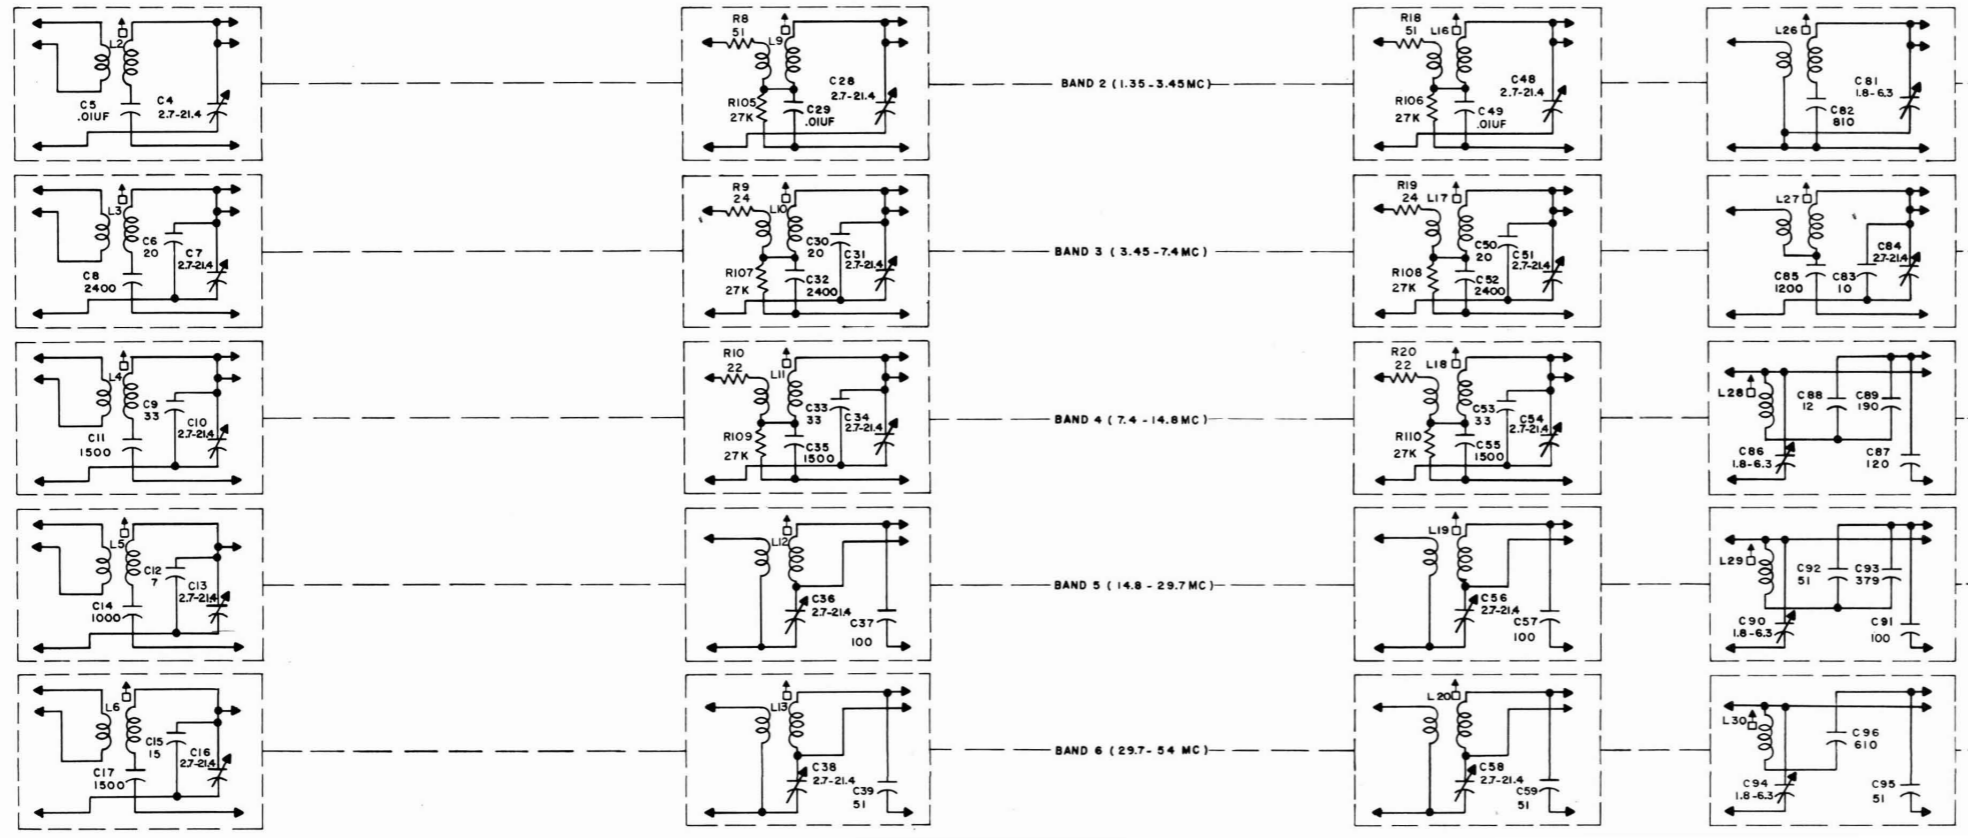 L2
C5
.01UF
C4
2.7-21.4
R8
51
L9
C28
2.7-21.4
R105
27K
C29
.01UF
BAND 2 (1.35-3.45MC)
R18
51
L16
C48
2.7-21.4
R106
27K
C49
.01UF
L26
C81
1.8-6.3
C82
810
L3
C6
20
C7
2.7-21.4
C8
2400
R9
24
L10
C30
20
C31
2.7-21.4
R107
27K
C32
2400
BAND 3 (3.45-7.4MC)
R19
24
L17
C50
20
C51
2.7-21.4
R108
27K
C52
2400
L27
C84
2.7-21.4
C85
1200
C83
10
L4
C9
33
C10
2.7-21.4
C11
1500
R10
22
L11
C33
33
C34
2.7-21.4
R109
27K
C35
1500
BAND 4 (7.4-14.8MC)
R20
22
L18
C53
33
C54
2.7-21.4
R110
27K
C55
1500
L28
C88
12
C89
190
C86
1.8-6.3
C87
120
L5
C12
7
C13
2.7-21.4
C14
1000
L12
C36
2.7-21.4
C37
100
BAND 5 (14.8-29.7MC)
L19
C56
2.7-21.4
C57
100
L29
C92
51
C93
379
C90
1.8-6.3
C91
100
L6
C15
15
C16
2.7-21.4
C17
1500
L13
C38
2.7-21.4
C39
51
BAND 6 (29.7-54 MC)
L20
C58
2.7-21.4
C59
51
L30
C96
610
C94
1.8-6.3
C95
51